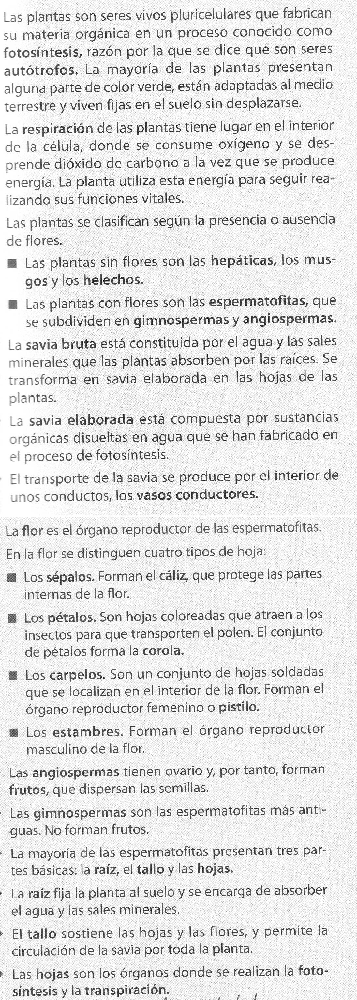 Las plantas son seres vivos pluricelulares que fabrican
su materia orgánica en un proceso conocido como
fotosíntesis, razón por la que se dice que son seres
autótrofos. La mayoría de las plantas presentan
alguna parte de color verde, están adaptadas al medio
terrestre y viven fijas en el suelo sin desplazarse.
La respiración de las plantas tiene lugar en el interior
de la célula, donde se consume oxígeno y se des-
prende dióxido de carbono a la vez que se produce
energía. La planta utiliza esta energía para seguir rea-
lizando sus funciones vitales.
Las plantas se clasifican según la presencia o ausencia
de flores.
■ Las plantas sin flores son las hepáticas, los mus-
gos y los helechos.
■ Las plantas con flores son las espermatofitas, que
se subdividen en gimnospermas y angiospermas.
La savia bruta está constituida por el agua y las sales
minerales que las plantas absorben por las raíces. Se
transforma en savia elaborada en las hojas de las
plantas.
La savia elaborada está compuesta por sustancias
orgánicas disueltas en agua que se han fabricado en
el proceso de fotosíntesis.
El transporte de la savia se produce por el interior de
unos conductos, los vasos conductores.
La flor es el órgano reproductor de las espermatofitas.
En la flor se distinguen cuatro tipos de hoja:
■ Los sépalos. Forman el cáliz, que protege las partes
internas de la flor.
■ Los pétalos. Son hojas coloreadas que atraen a los
insectos para que transporten el polen. El conjunto
de pétalos forma la corola.
■ Los carpelos. Son un conjunto de hojas soldadas
que se localizan en el interior de la flor. Forman el
órgano reproductor femenino o pistilo.
■ Los estambres. Forman el órgano reproductor
masculino de la flor.
Las angiospermas tienen ovario y, por tanto, forman
frutos, que dispersan las semillas.
Las gimnospermas son las espermatofitas más anti-
guas. No forman frutos.
La mayoría de las espermatofitas presentan tres par-
tes básicas: la raíz, el tallo y las hojas.
La raíz fija la planta al suelo y se encarga de absorber
el agua y las sales minerales.
El tallo sostiene las hojas y las flores, y permite la
circulación de la savia por toda la planta.
Las hojas son los órganos donde se realizan la foto-
síntesis y la transpiración.